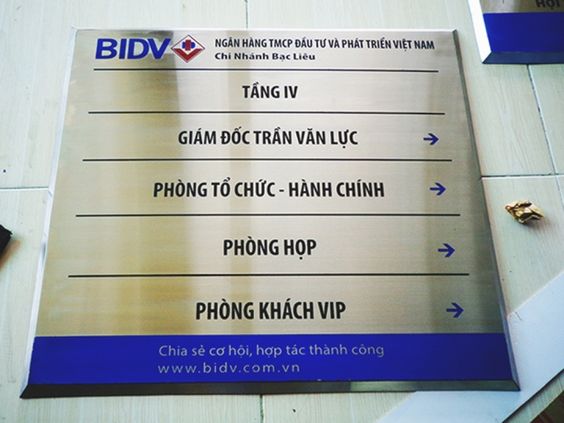 BIDV NGÂN HÀNG TMCP ĐẦU TƯ VÀ PHÁT TRIỂN VIỆT NAM
Chi Nhánh Bạc Liêu
TẦNG IV
GIÁM ĐỐC TRẦN VĂN LỰC →
PHÒNG TỔ CHỨC - HÀNH CHÍNH →
PHÒNG HỌP →
PHÒNG KHÁCH VIP →
Chia sẻ cơ hội, hợp tác thành công
www.bidv.com.vn
HỘI